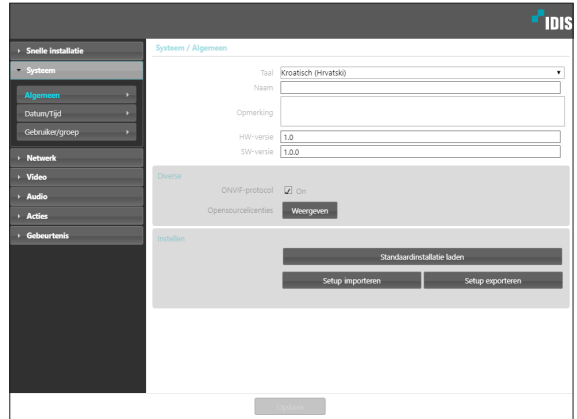 IDIS
Snelle installatie
Systeem
Algemeen
Datum/Tijd
Gebruiker/groep
Netwerk
Video
Audio
Acties
Gebeurtenis
Systeem / Algemeen
Taal Kroatisch (Hrvatski)
Naam
Opmerking
HW-versie 1.0
SW-versie 1.0.0
Diverse
ONVIF-protocol On
Opensourcelicenties Weergeven
Instellen
Standaardinstallatie laden
Setup importeren Setup exporteren